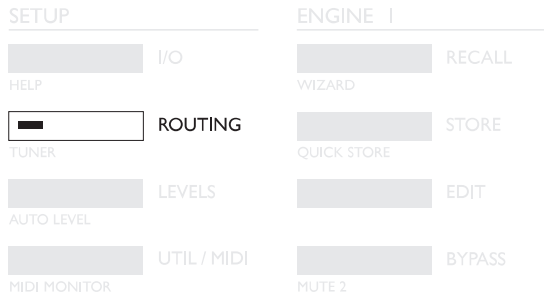 SETUP
I/O
HELP
ROUTING
TUNER
LEVELS
AUTO LEVEL
UTIL / MIDI
MIDI MONITOR
ENGINE 1
RECALL
WIZARD
STORE
QUICK STORE
EDIT
BYPASS
MUTE 2